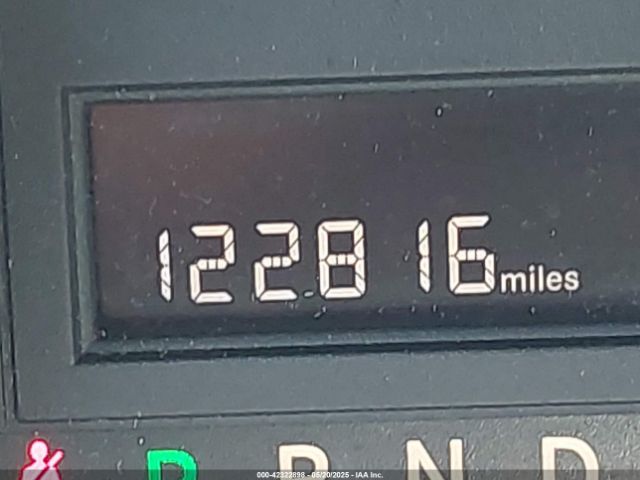 122816 miles
P R N D
000-42322898 - 05/20/2025 - IAA Inc.